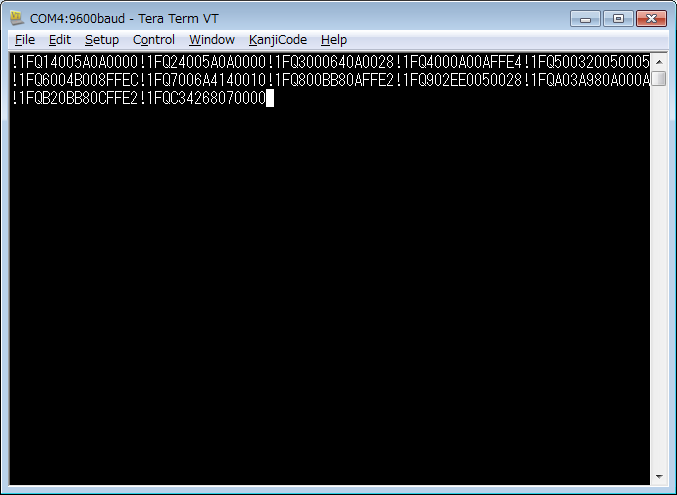 COM4:9600baud - Tera Term VT
File Edit Setup Control Window KanjiCode Help
!1FQ14005A0A0000!1FQ24005A0A0000!1FQ3000640A0028!1FQ4000A00AFFE4!1FQ500320050005
!1FQ6004B008FFEC!1FQ7006A4140010!1FQ800BB80AFFE2!1FQ902EE0050028!1FQA03A980A000A
!1FQB20BB80CFFE2!1FQC34268070000